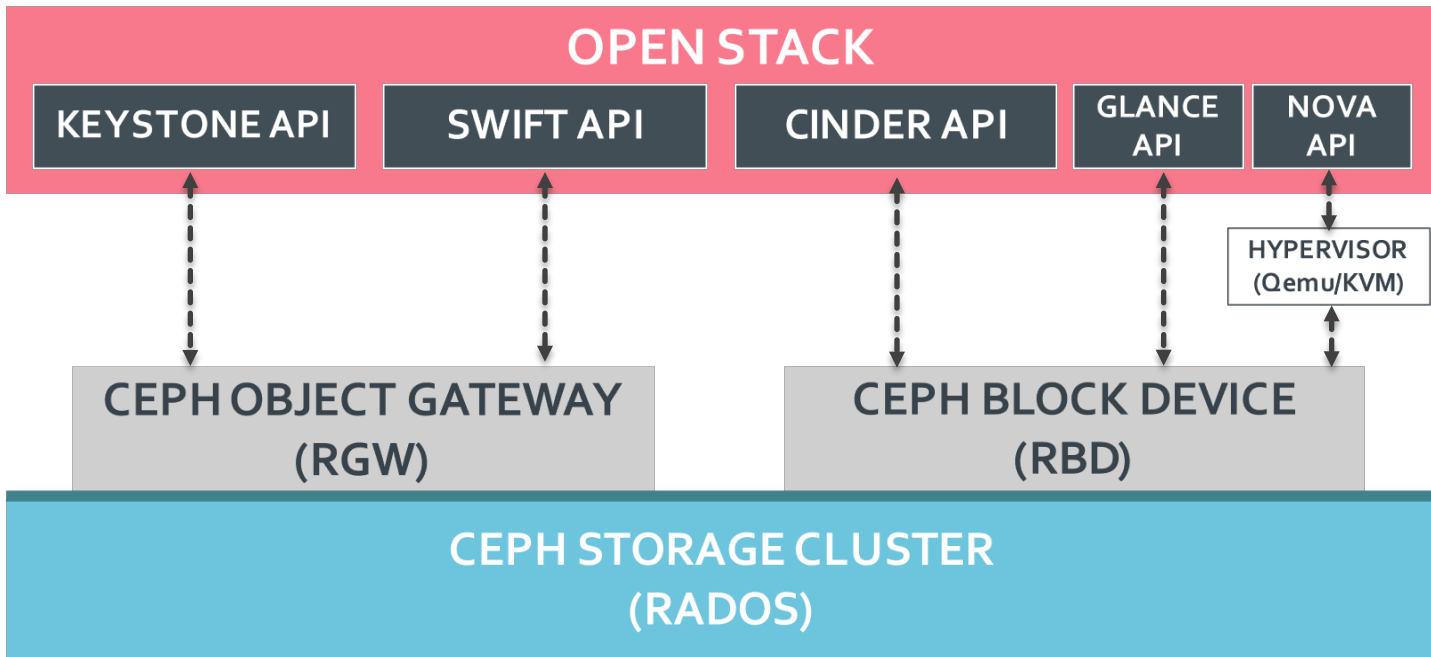 OPEN STACK
KEYSTONE API
SWIFT API
CINDER API
GLANCE
API
NOVA
API
HYPERVISOR
(Qemu/KVM)
CEPH OBJECT GATEWAY
(RGW)
CEPH BLOCK DEVICE
(RBD)
CEPH STORAGE CLUSTER
(RADOS)